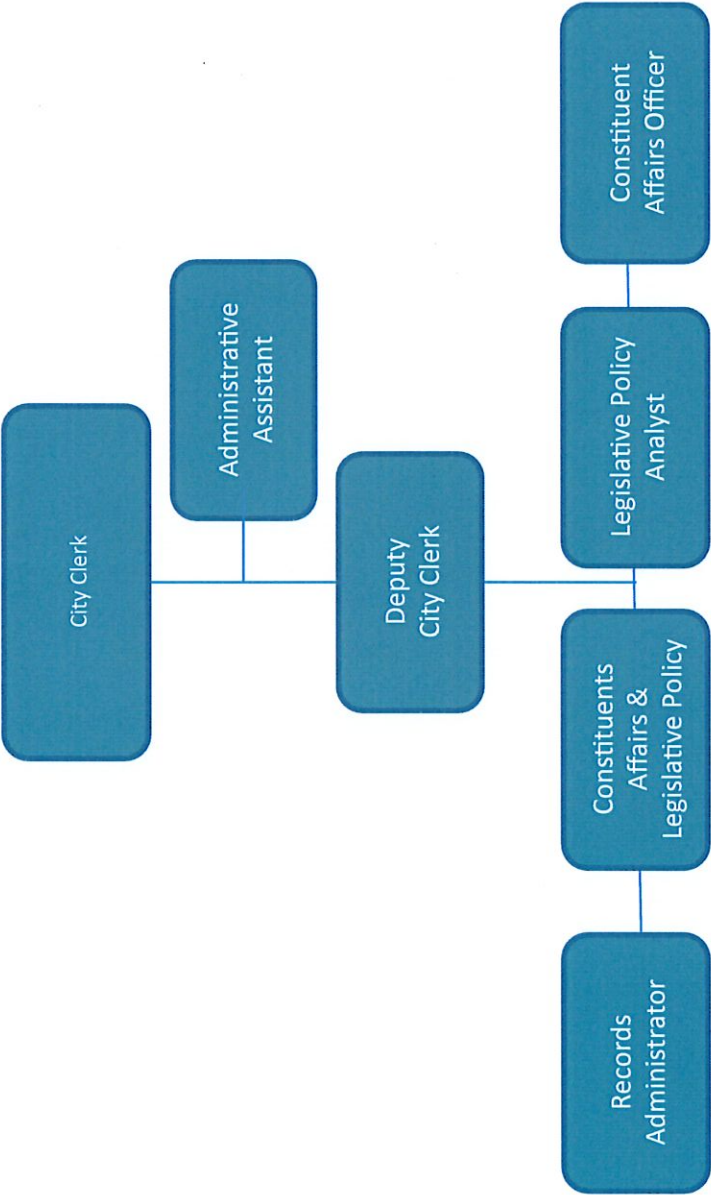 City Clerk
Administrative
Assistant
Deputy
City Clerk
Records
Administrator
Constituents
Affairs &
Legislative Policy
Legislative Policy
Analyst
Constituent
Affairs Officer